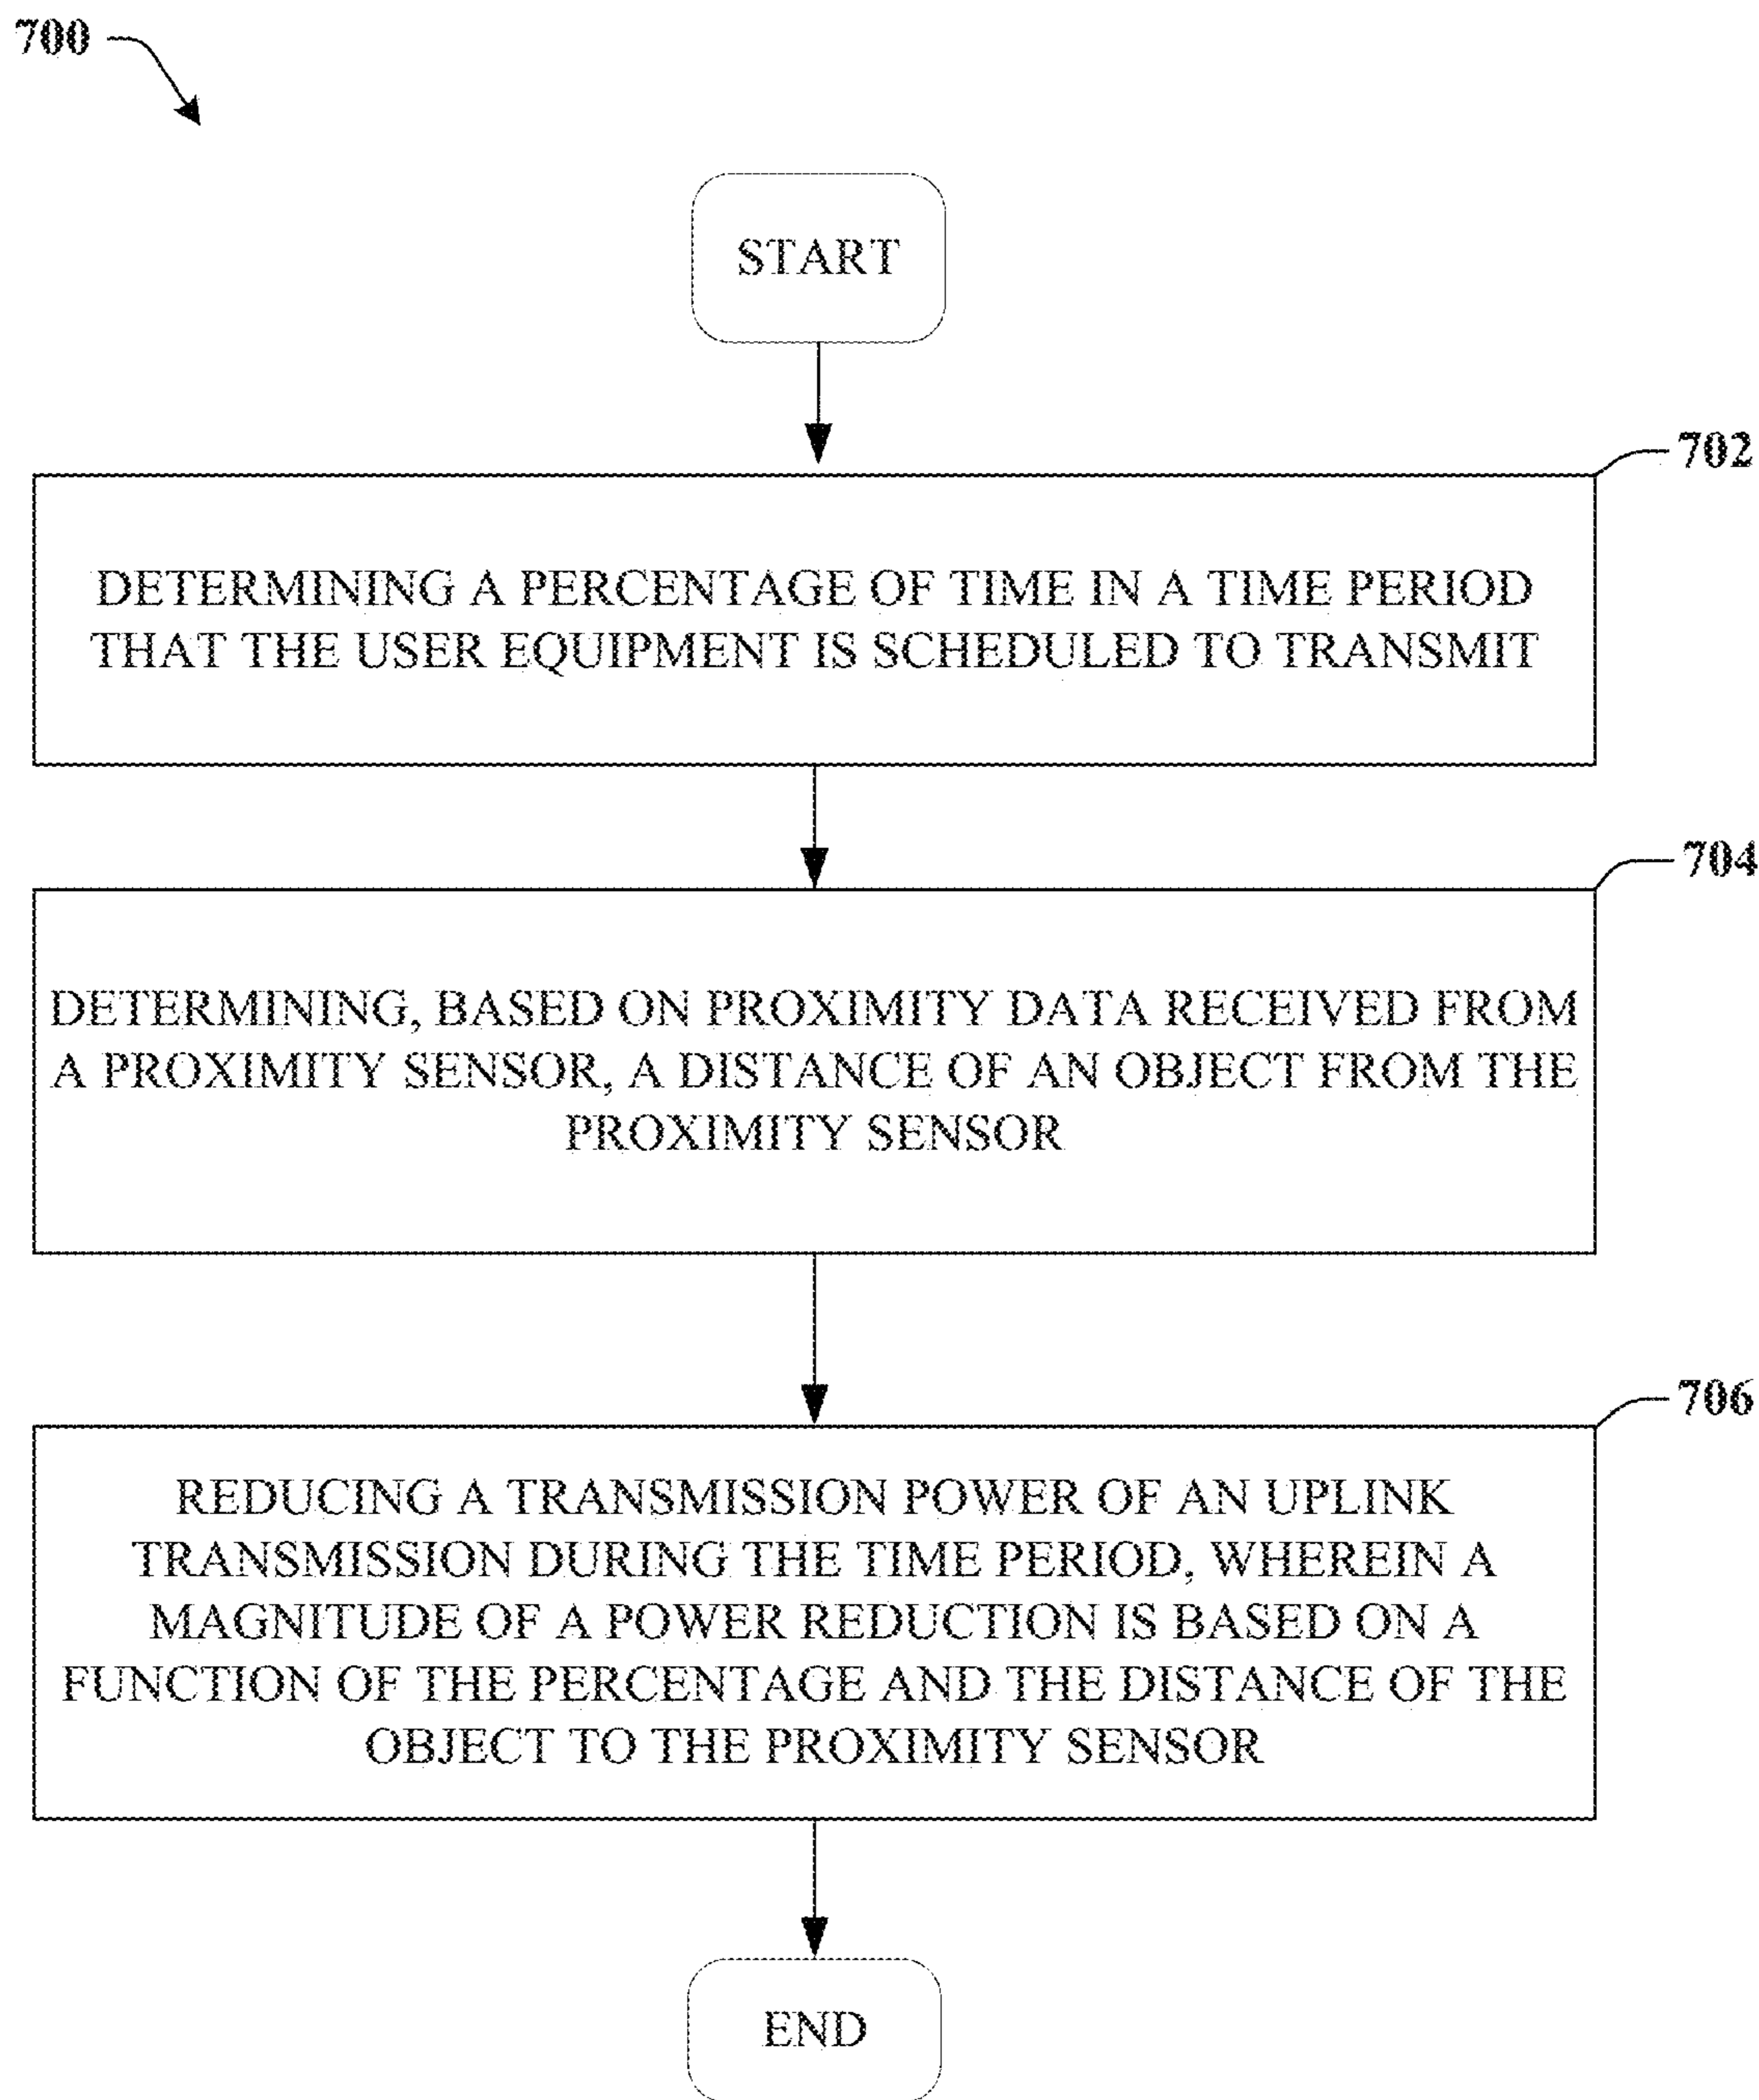 700
START
702
DETERMINING A PERCENTAGE OF TIME IN A TIME PERIOD
THAT THE USER EQUIPMENT IS SCHEDULED TO TRANSMIT
704
DETERMINING, BASED ON PROXIMITY DATA RECEIVED FROM
A PROXIMITY SENSOR, A DISTANCE OF AN OBJECT FROM THE
PROXIMITY SENSOR
706
REDUCING A TRANSMISSION POWER OF AN UPLINK
TRANSMISSION DURING THE TIME PERIOD, WHEREIN A
MAGNITUDE OF A POWER REDUCTION IS BASED ON A
FUNCTION OF THE PERCENTAGE AND THE DISTANCE OF THE
OBJECT TO THE PROXIMITY SENSOR
END